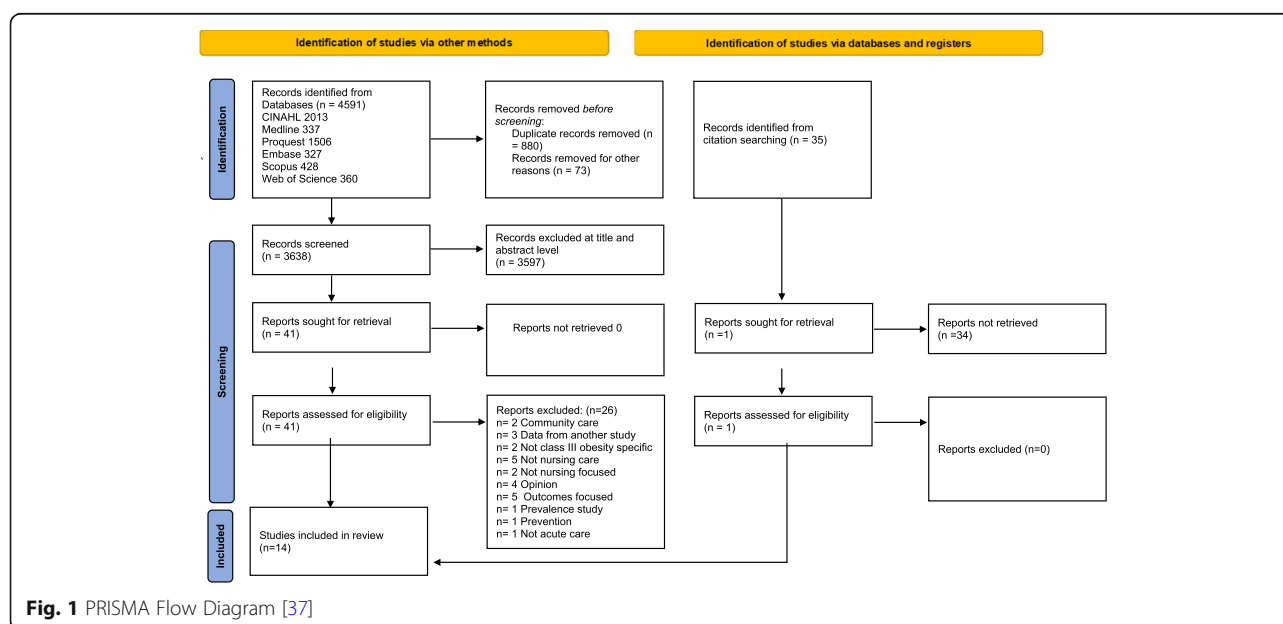 Identification of studies via other methods
Identification of studies via databases and registers
Identification
Records identified from
Databases (n = 4591)
CINAHL 2013
Medline 337
Proquest 1506
Embase 327
Scopus 428
Web of Science 360
Records removed before
screening:
Duplicate records removed (n
= 880)
Records removed for other
reasons (n = 73)
Records identified from
citation searching (n = 35)
Screening
Records screened
(n = 3638)
Records excluded at title and
abstract level
(n = 3597)
Reports sought for retrieval
(n = 41)
Reports not retrieved 0
Reports sought for retrieval
(n =1)
Reports not retrieved
(n =34)
Reports assessed for eligibility
(n = 41)
Reports excluded: (n=26)
n= 2 Community care
n= 3 Data from another study
n= 2 Not class III obesity specific
n= 5 Not nursing care
n= 2 Not nursing focused
n= 4 Opinion
n= 5 Outcomes focused
n= 1 Prevalence study
n= 1 Prevention
n= 1 Not acute care
Reports assessed for eligibility
(n = 1)
Reports excluded (n=0)
Included
Studies included in review
(n=14)
Fig. 1 PRISMA Flow Diagram [37]